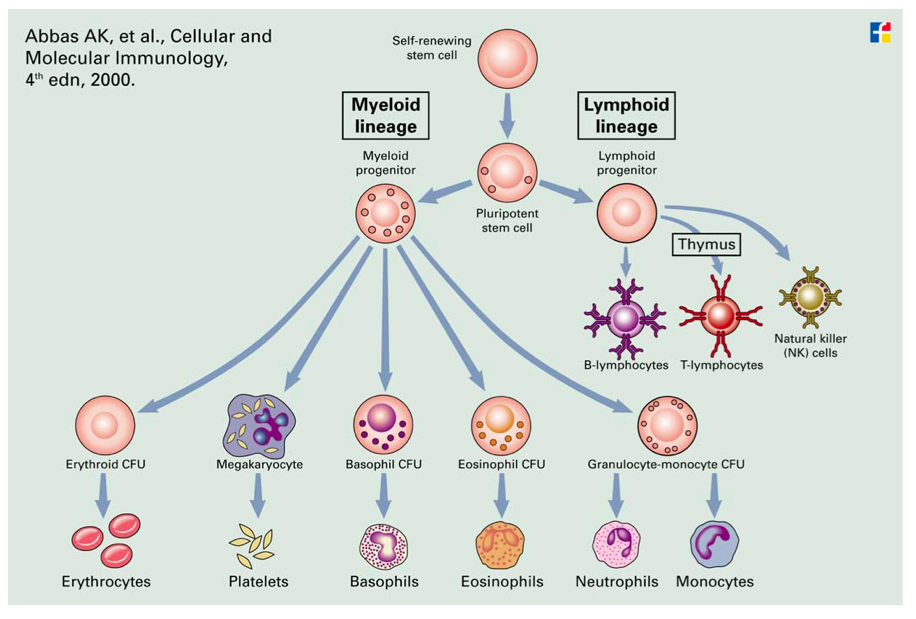 Abbas AK, et al., Cellular and
Molecular Immunology,
4th edn, 2000.
Self-renewing
stem cell
Myeloid
lineage
Lymphoid
lineage
Myeloid
progenitor
Pluripotent
stem cell
Lymphoid
progenitor
Thymus
B-lymphocytes
T-lymphocytes
Natural killer
(NK) cells
Erythroid CFU
Megakaryocyte
Basophil CFU
Eosinophil CFU
Granulocyte-monocyte CFU
Erythrocytes
Platelets
Basophils
Eosinophils
Neutrophils
Monocytes